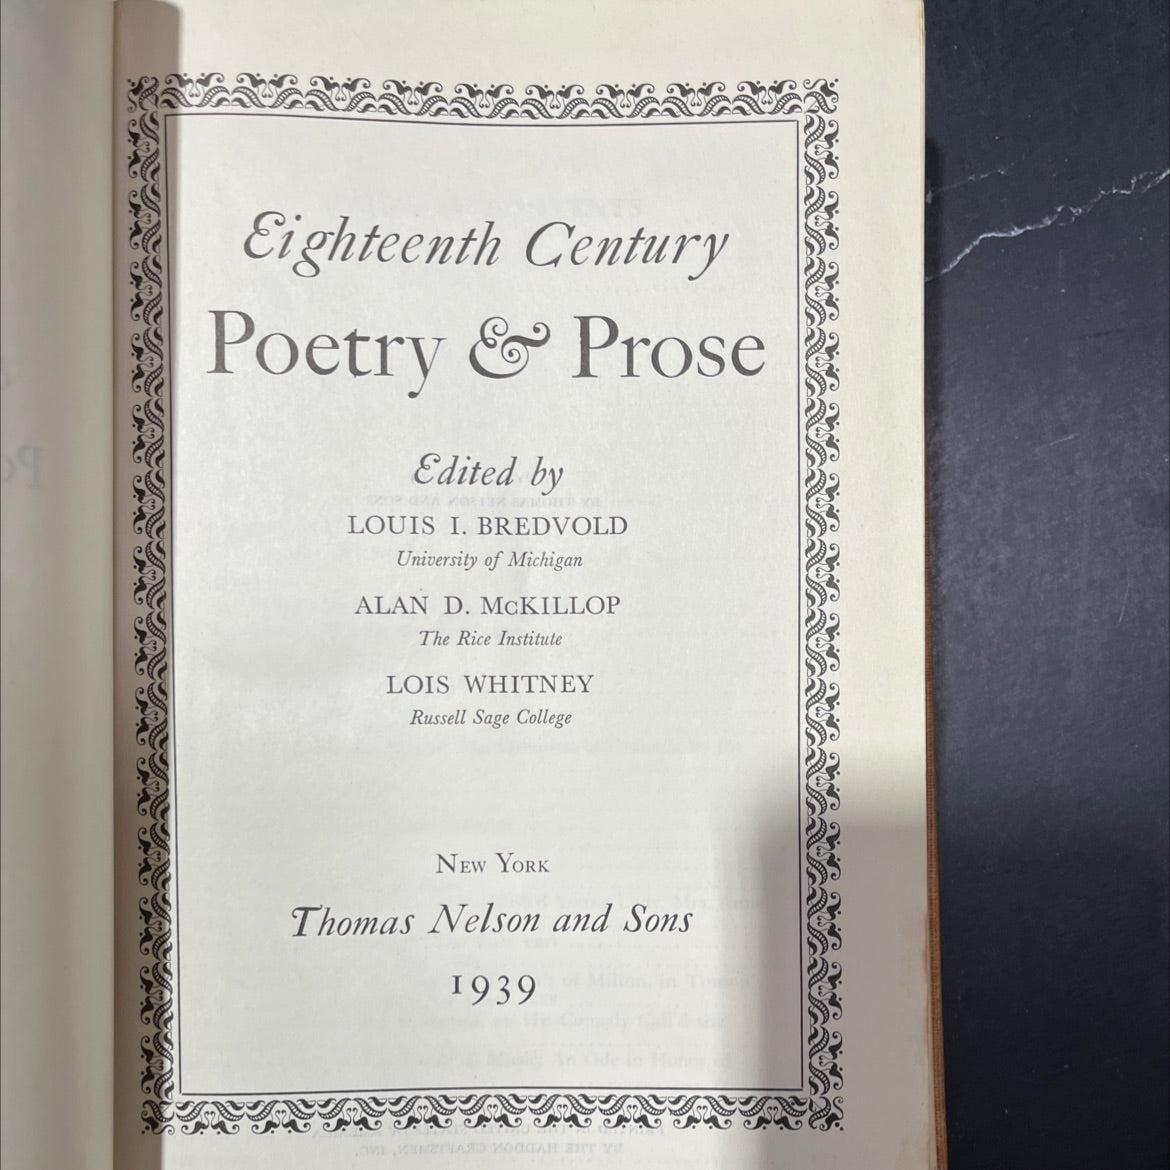 Eighteenth Century
Poetry & Prose
Edited by
LOUIS I. BREDVOLD
University of Michigan
ALAN D. McKILLOP
The Rice Institute
LOIS WHITNEY
Russell Sage College
NEW YORK
Thomas Nelson and Sons
1939